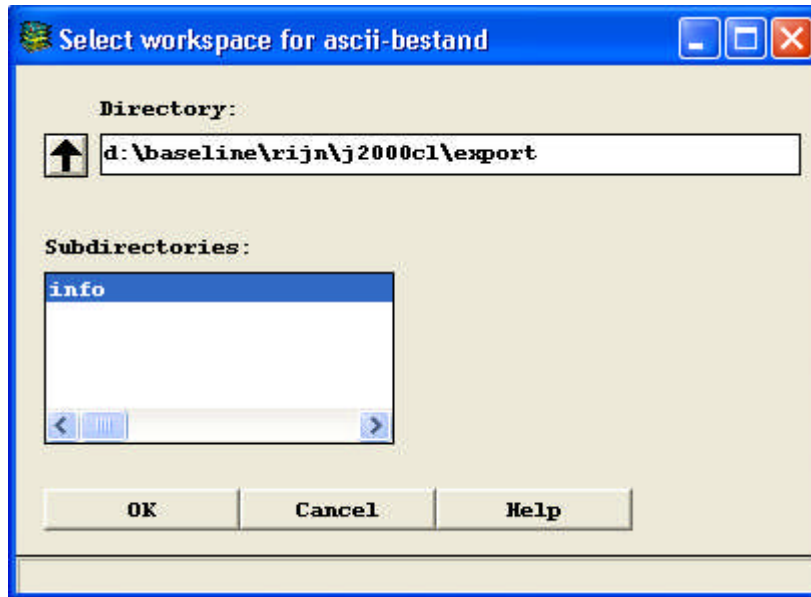 Select workspace for ascii-bestand
Directory:
d:\baseline\rijn\j2000cl\export
Subdirectories:
info
OK Cancel Help